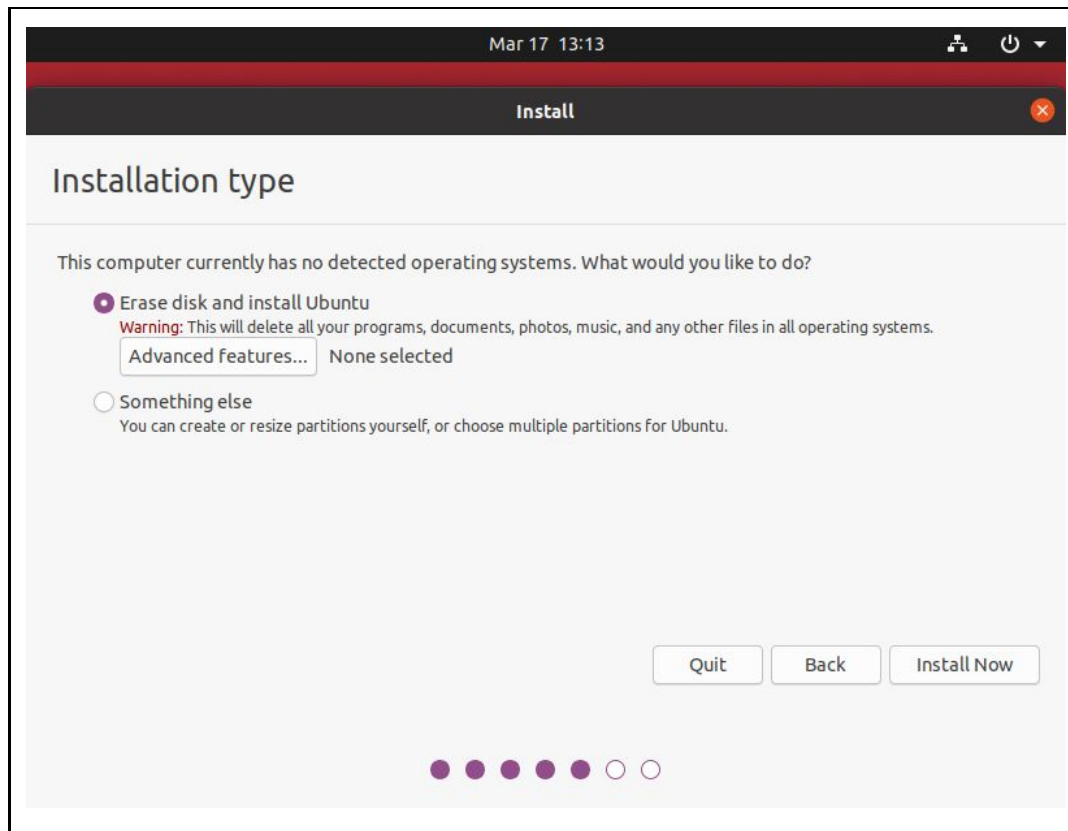 Mar 17 13:13
Install
Installation type
This computer currently has no detected operating systems. What would you like to do?
Erase disk and install Ubuntu
Warning: This will delete all your programs, documents, photos, music, and any other files in all operating systems.
Advanced features... None selected
Something else
You can create or resize partitions yourself, or choose multiple partitions for Ubuntu.
Quit Back Install Now